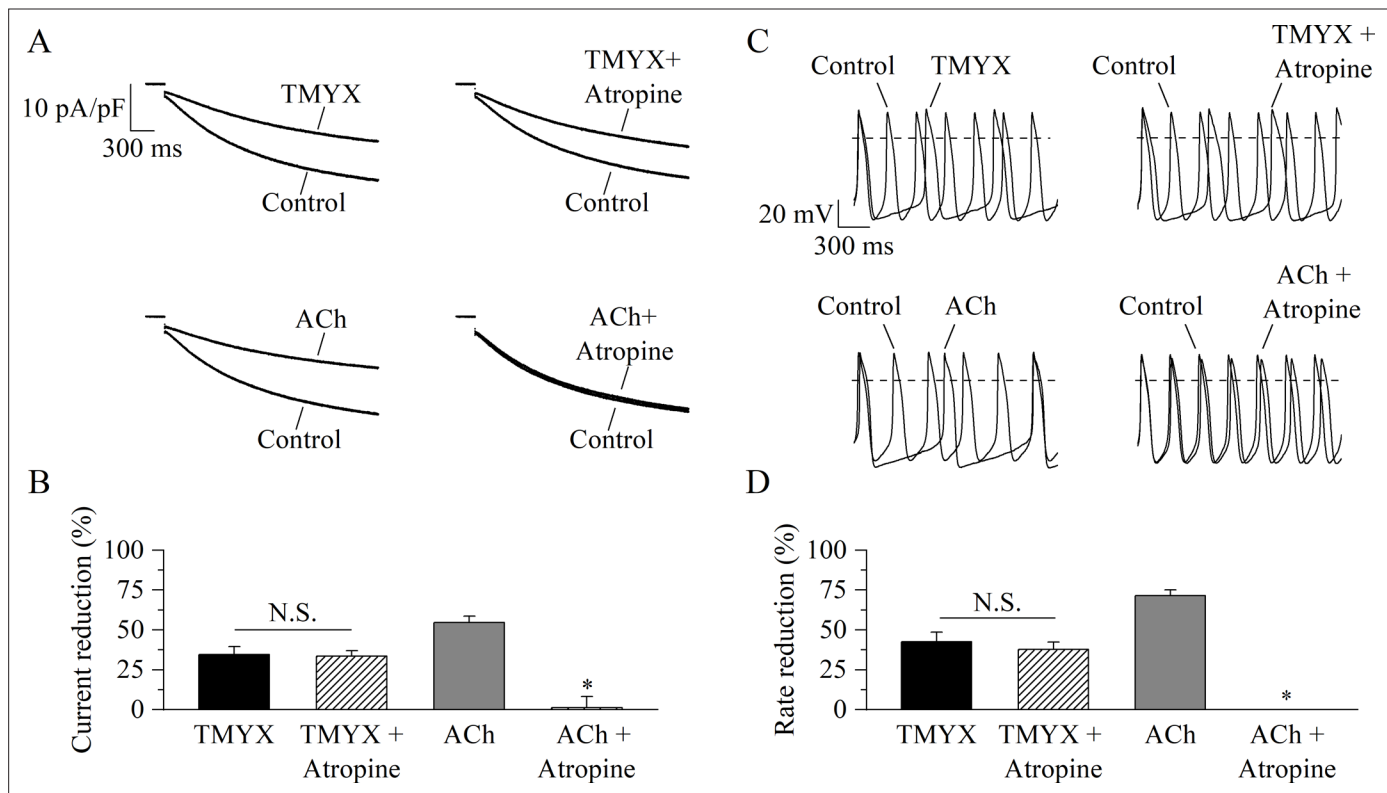 A
10 pA/pF
300 ms
TMYX
Control
TMYX+
Atropine
Control
ACh
Control
ACh+
Atropine
Control
B
Current reduction (%)
100
75
50
25
0
N.S.
*
TMYX
TMYX +
Atropine
ACh
ACh +
Atropine
C
Control
TMYX
20 mV
300 ms
Control
TMYX +
Atropine
Control
ACh
Control
ACh +
Atropine
D
Rate reduction (%)
100
75
50
25
0
N.S.
*
TMYX
TMYX +
Atropine
ACh
ACh +
Atropine